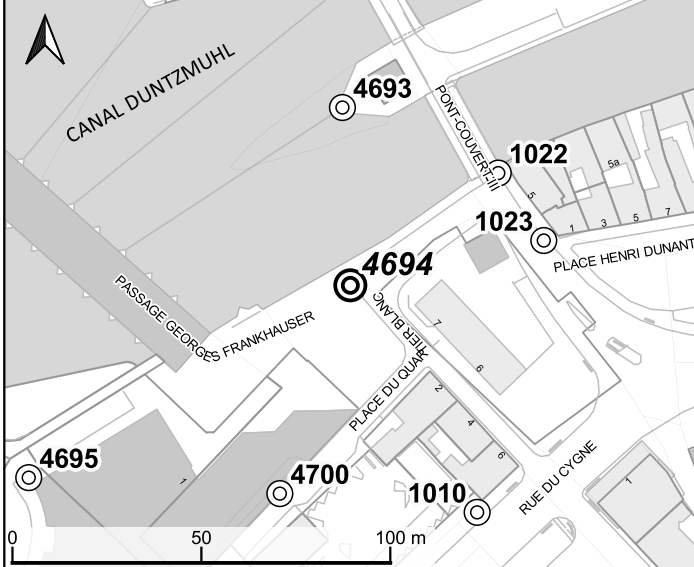 CANAL DUNTZMUHL
4693
PONT-COUVERT-III
1022
5a
5
1023
1
3
5
7
PLACE HENRI DUNANT
4694
PASSAGE GEORGES FRANKHAUSER
PLACE DU QUARTIER BLANC
7
6
2
4
6
4695
1
4700
1010
RUE DU CYGNE
1
0 50 100 m